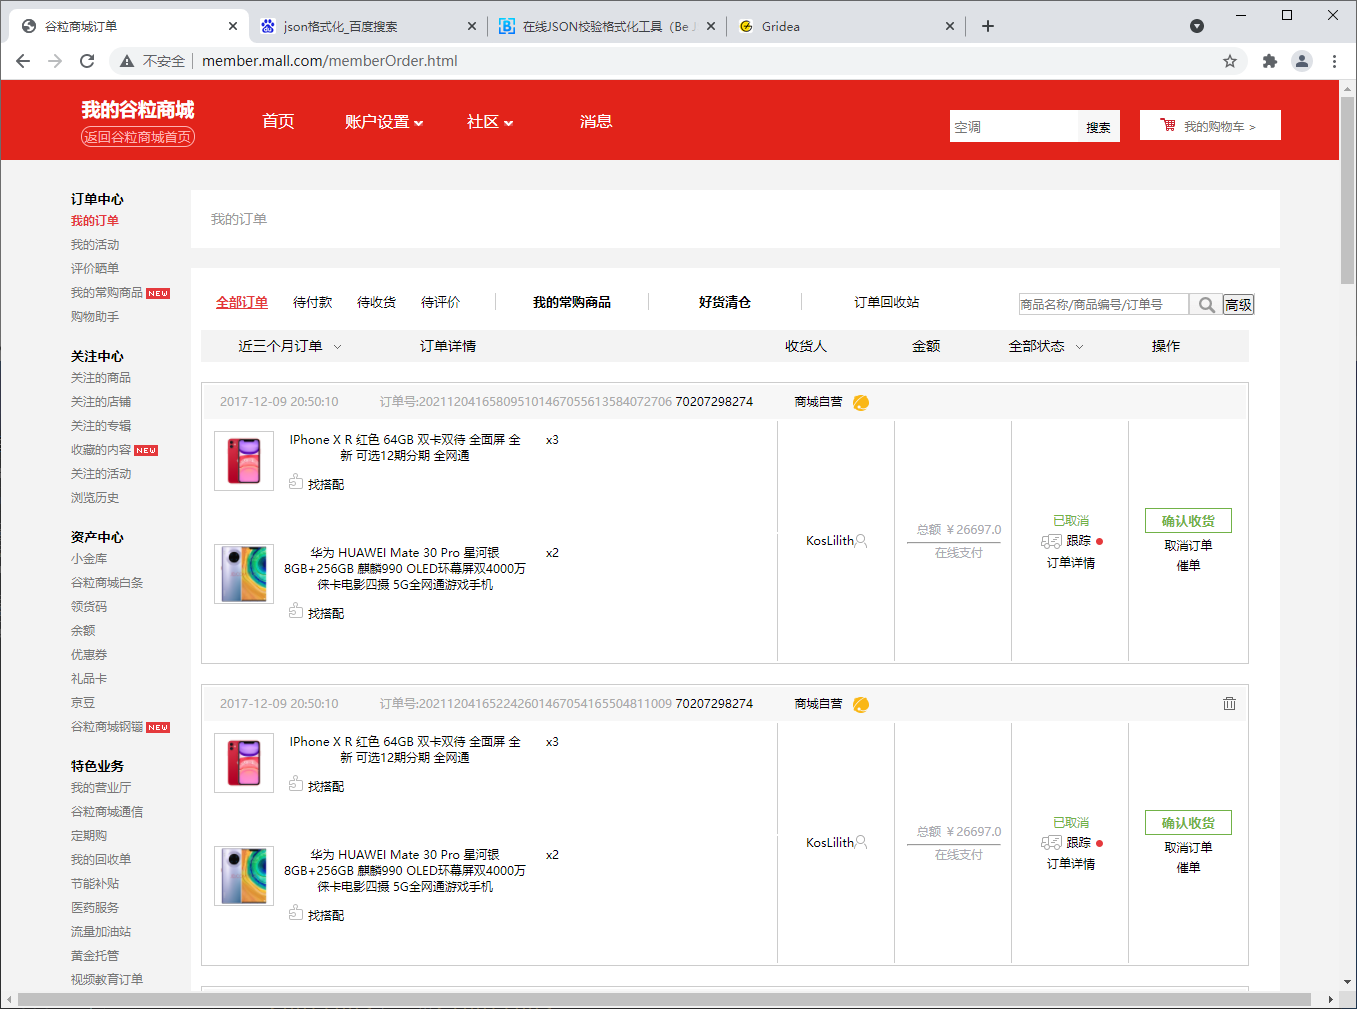 谷粒商城订单
json格式化_百度搜索
在线JSON校验格式化工具（Be J
Gridea
不安全
member.mall.com/memberOrder.html
我的谷粒商城
返回谷粒商城首页
首页
账户设置
社区
消息
空调
搜索
我的购物车 >
订单中心
我的订单
我的活动
评价晒单
我的常购商品 NEW
购物助手
关注中心
关注的商品
关注的店铺
关注的专辑
收藏的内容 NEW
关注的活动
浏览历史
资产中心
小金库
谷粒商城白条
领货码
余额
优惠券
礼品卡
京豆
谷粒商城钢镚 NEW
特色业务
我的营业厅
谷粒商城通信
定期购
我的回收单
节能补贴
医药服务
流量加油站
黄金托管
视频教育订单
我的订单
全部订单 待付款 待收货 待评价 我的常购商品 好货清仓 订单回收站
商品名称/商品编号/订单号
高级
近三个月订单 订单详情 收货人 金额 全部状态 操作
2017-12-09 20:50:10 订单号:202112041658095101467055613584072706 70207298274 商城自营
IPhone X R 红色 64GB 双卡双待 全面屏 全 x3
新 可选12期分期 全网通
找搭配
华为 HUAWEI Mate 30 Pro 星河银 x2
8GB+256GB 麒麟990 OLED环幕屏双4000万
徕卡电影四摄 5G全网通游戏手机
找搭配
KosLilith
总额 ￥26697.0
在线支付
已取消
跟踪
订单详情
确认收货
取消订单
催单
2017-12-09 20:50:10 订单号:202112041652242601467054165504811009 70207298274 商城自营
IPhone X R 红色 64GB 双卡双待 全面屏 全 x3
新 可选12期分期 全网通
找搭配
华为 HUAWEI Mate 30 Pro 星河银 x2
8GB+256GB 麒麟990 OLED环幕屏双4000万
徕卡电影四摄 5G全网通游戏手机
找搭配
KosLilith
总额 ￥26697.0
在线支付
已取消
跟踪
订单详情
确认收货
取消订单
催单